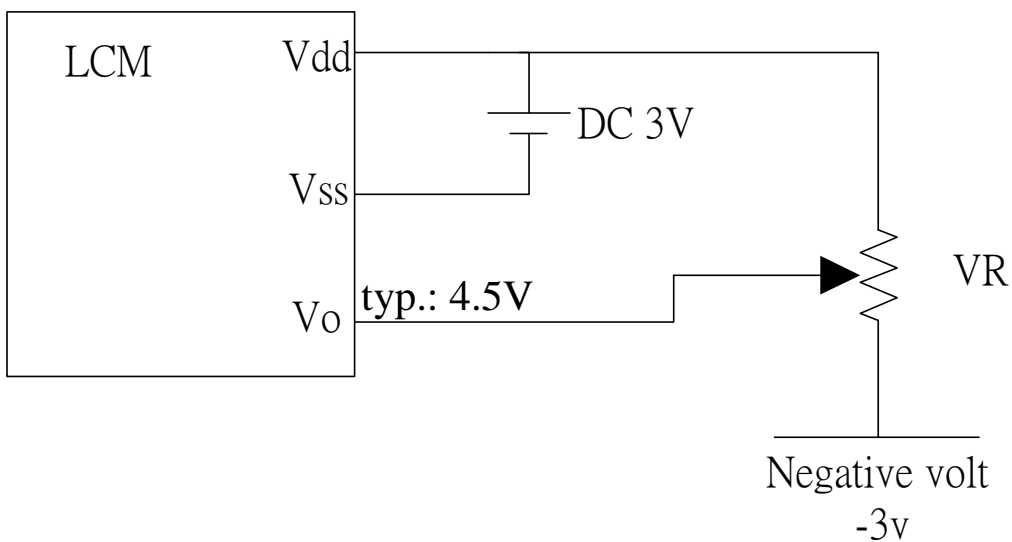 LCM
Vdd
DC 3V
Vss
typ.: 4.5V
Vo
VR
Negative volt
-3v